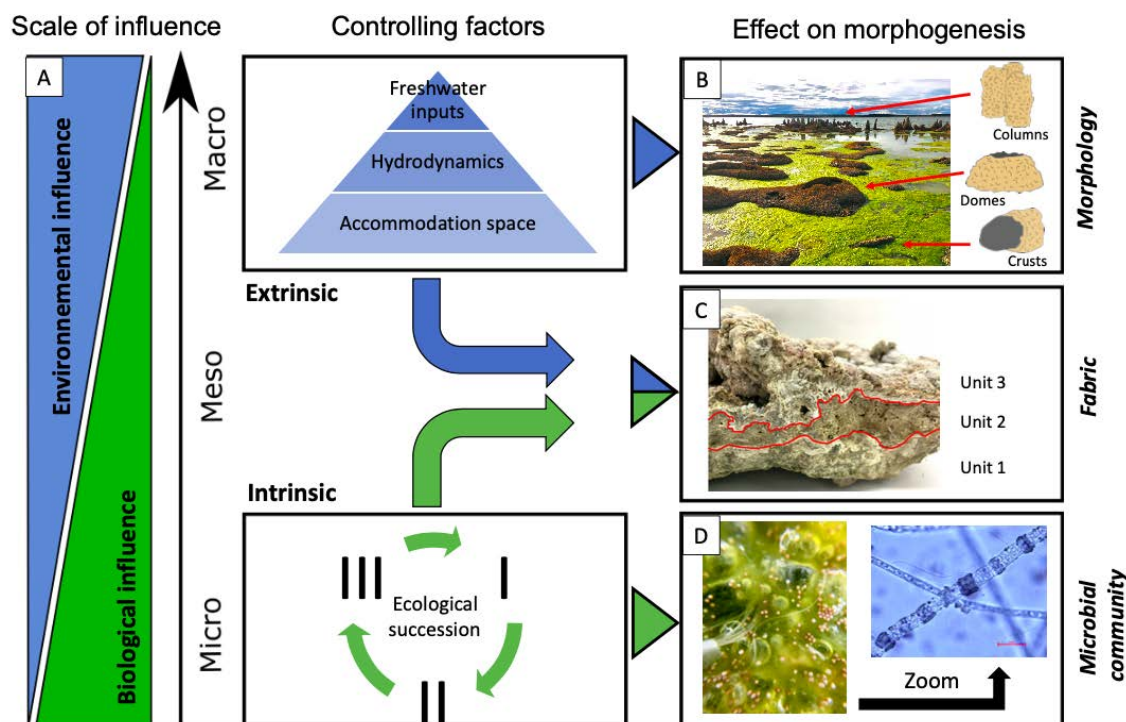 Scale of influence
Controlling factors
Effect on morphogenesis
A
Environnemental influence
Biological influence
Macro
Meso
Micro
Freshwater
inputs
Hydrodynamics
Accommodation space
Extrinsic
Intrinsic
III
I
Ecological
succession
II
B
Columns
Domes
Crusts
Morphology
C
Unit 3
Unit 2
Unit 1
Fabric
D
Zoom
Microbial
community